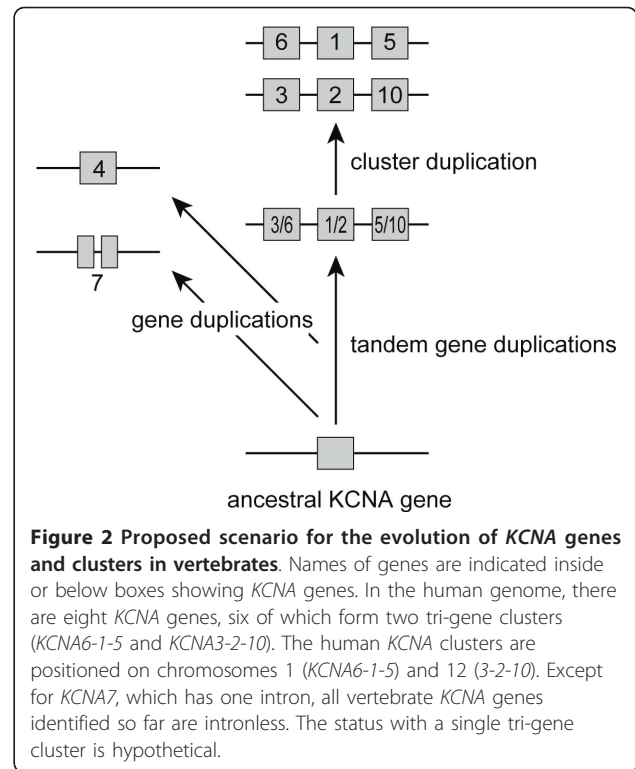 6 1 5
3 2 10
cluster duplication
4
3/6 1/2 5/10
7
gene duplications
tandem gene duplications
ancestral KCNA gene
Figure 2 Proposed scenario for the evolution of KCNA genes
and clusters in vertebrates. Names of genes are indicated inside
or below boxes showing KCNA genes. In the human genome, there
are eight KCNA genes, six of which form two tri-gene clusters
(KCNA6-1-5 and KCNA3-2-10). The human KCNA clusters are
positioned on chromosomes 1 (KCNA6-1-5) and 12 (3-2-10). Except
for KCNA7, which has one intron, all vertebrate KCNA genes
identified so far are intronless. The status with a single tri-gene
cluster is hypothetical.